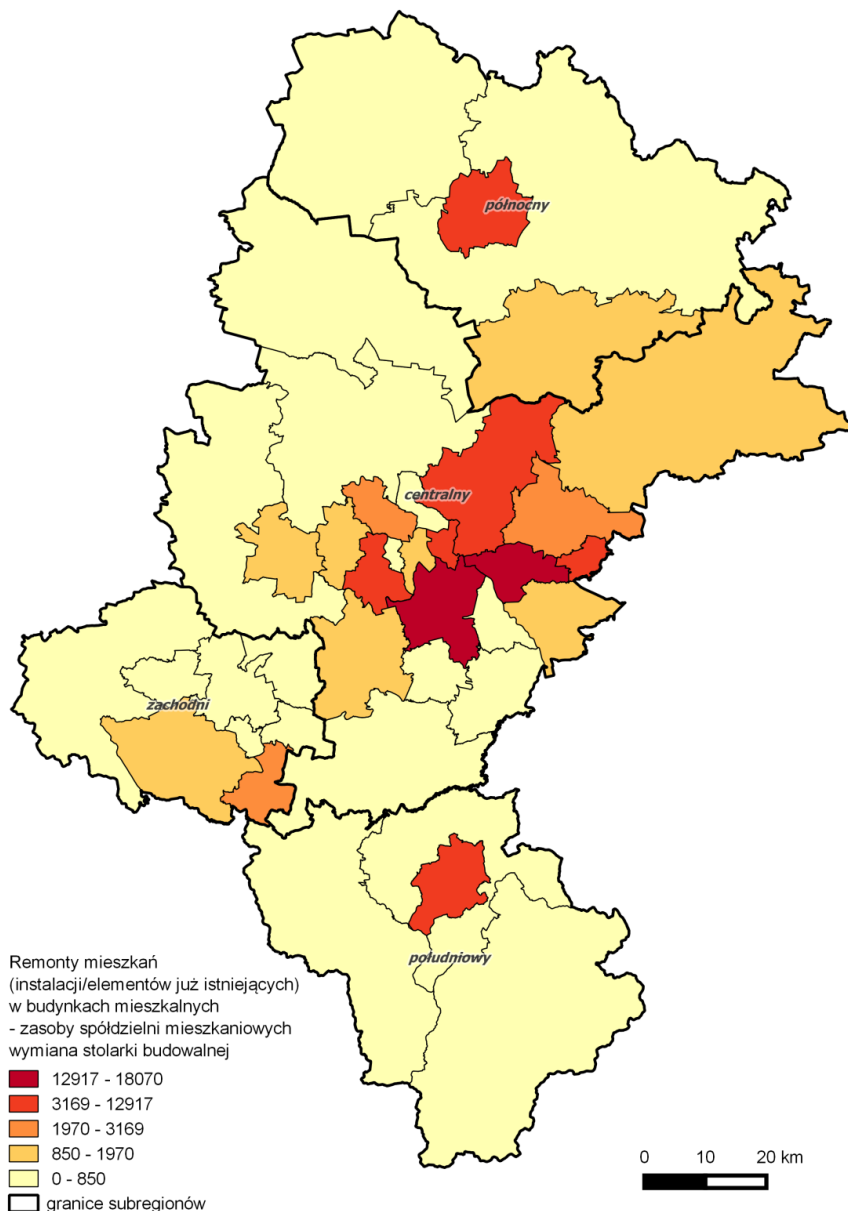 północny
centralny
zachodni
południowy
Remonty mieszkań
(instalacji/elementów już istniejących)
w budynkach mieszkalnych
- zasoby spółdzielni mieszkaniowych
wymiana stolarki budowalnej
12917 - 18070
3169 - 12917
1970 - 3169
850 - 1970
0 - 850
granice subregionów
0 10 20 km